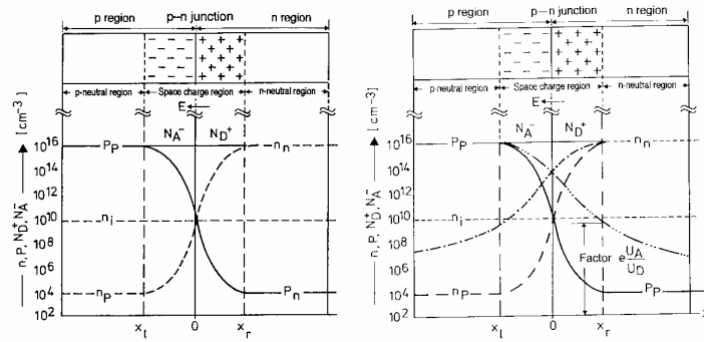 p region
p–n junction
n region
p-neutral region
Space charge region
n-neutral region
E
N_A^-
N_D^+
n, P, N_D^+, N_A^- [cm^-3]
10^16
10^14
10^12
10^10
10^8
10^6
10^4
10^2
P_P
n_n
n_i
n_P
P_n
x_l
0
x_r
p region
p–n junction
n region
p-neutral region
Space charge region
n-neutral region
E
N_A^-
N_D^+
n, P, N_D^+, N_A^- [cm^-3]
10^16
10^14
10^12
10^10
10^8
10^6
10^4
10^2
P_P
n_n
n_i
Factor e U_A/U_D
n_P
P_P
x_l
0
x_r